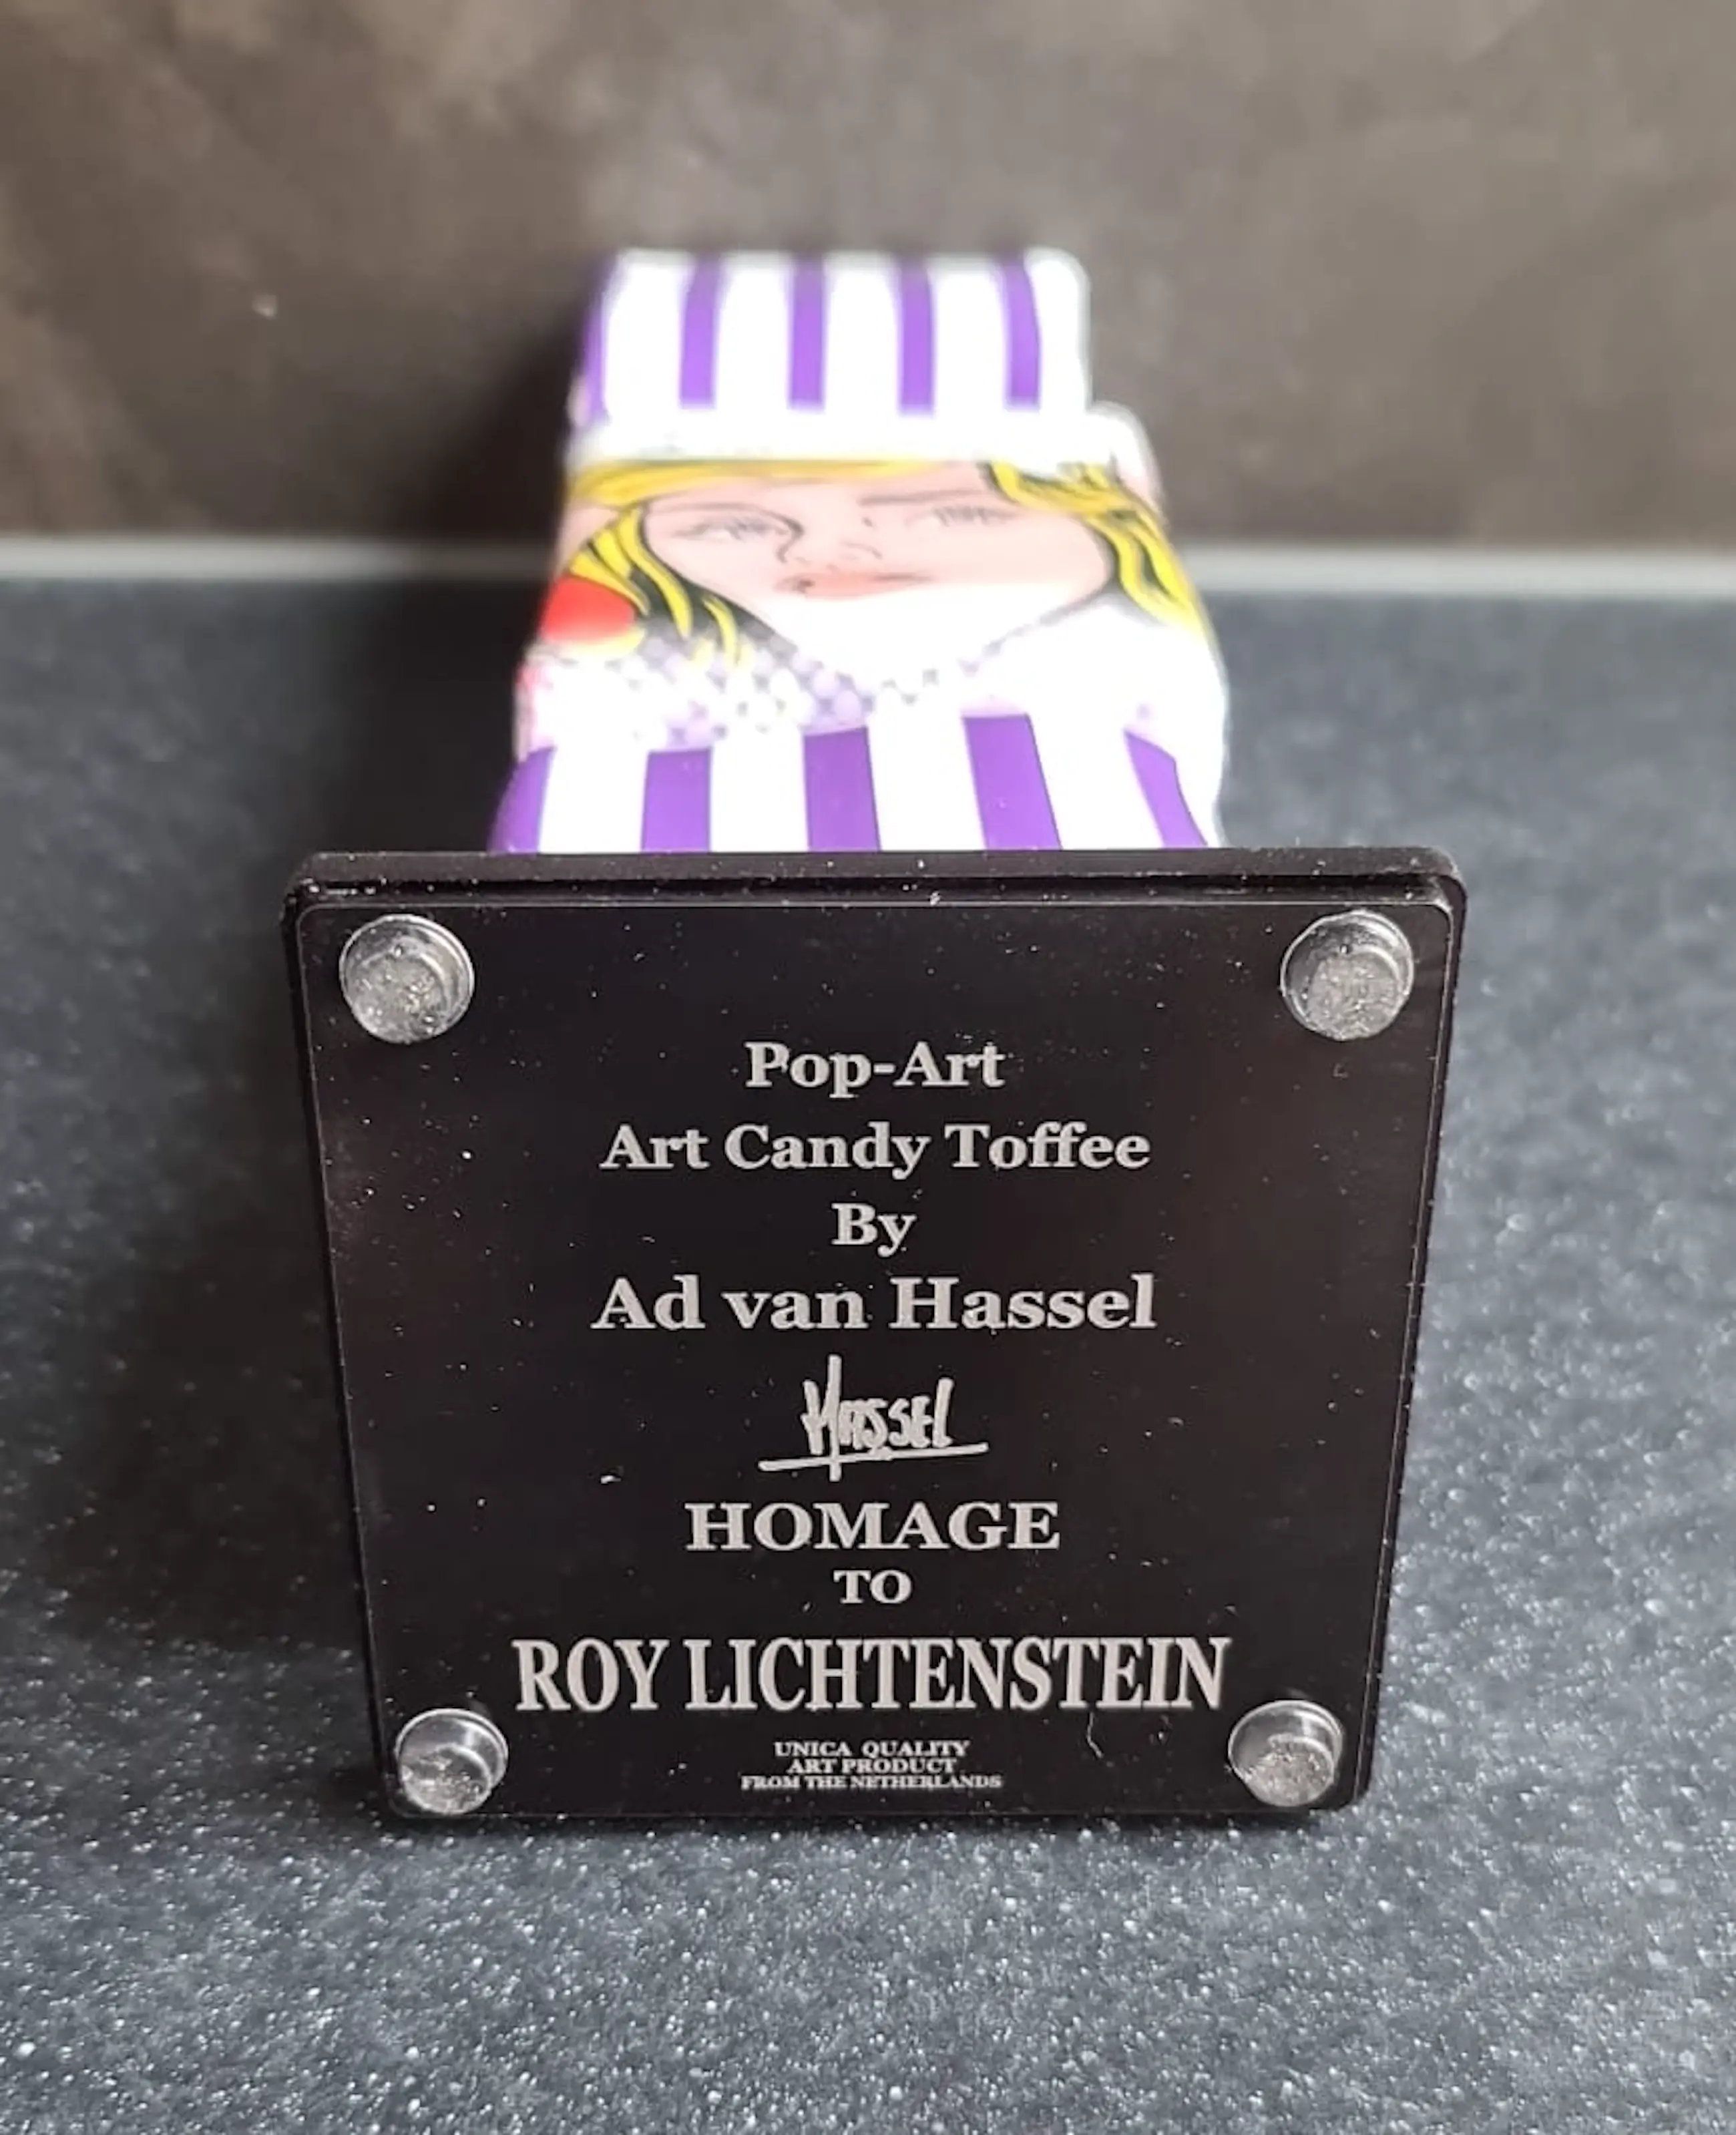 Pop-Art
Art Candy Toffee
By
Ad van Hassel
HASSEL
HOMAGE
TO
ROY LICHTENSTEIN
UNICA QUALITY
ART PRODUCT
FROM THE NETHERLANDS